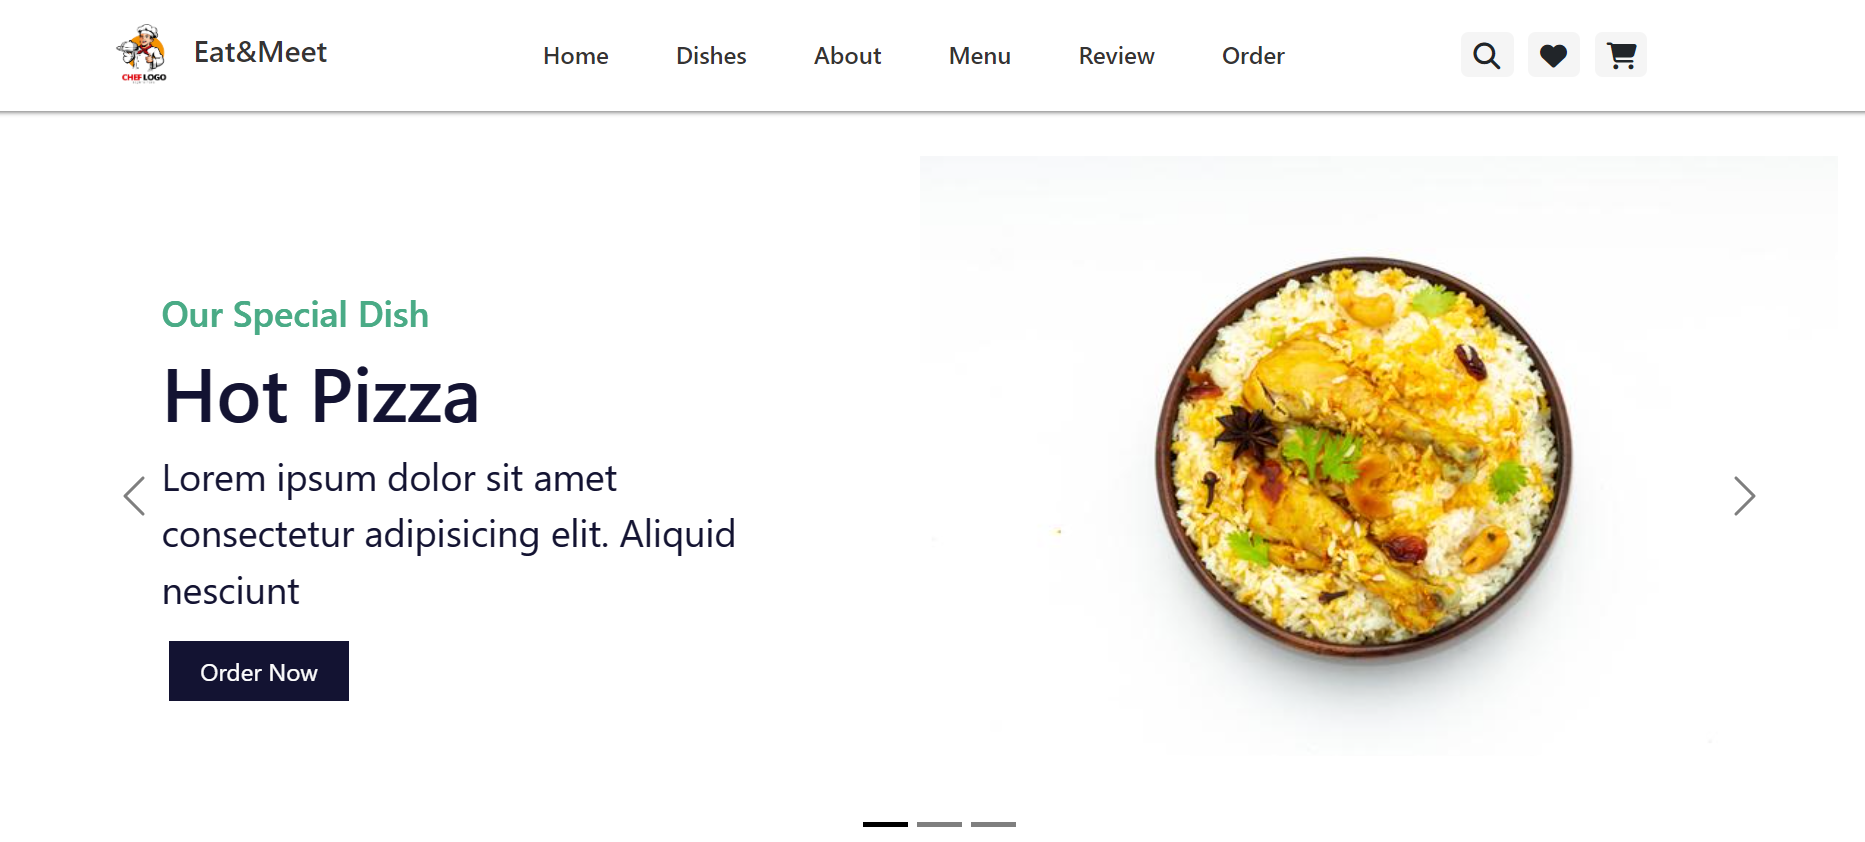 CHEF LOGO
Eat&Meet
Home
Dishes
About
Menu
Review
Order
Our Special Dish
Hot Pizza
Lorem ipsum dolor sit amet
consectetur adipisicing elit. Aliquid
nesciunt
Order Now